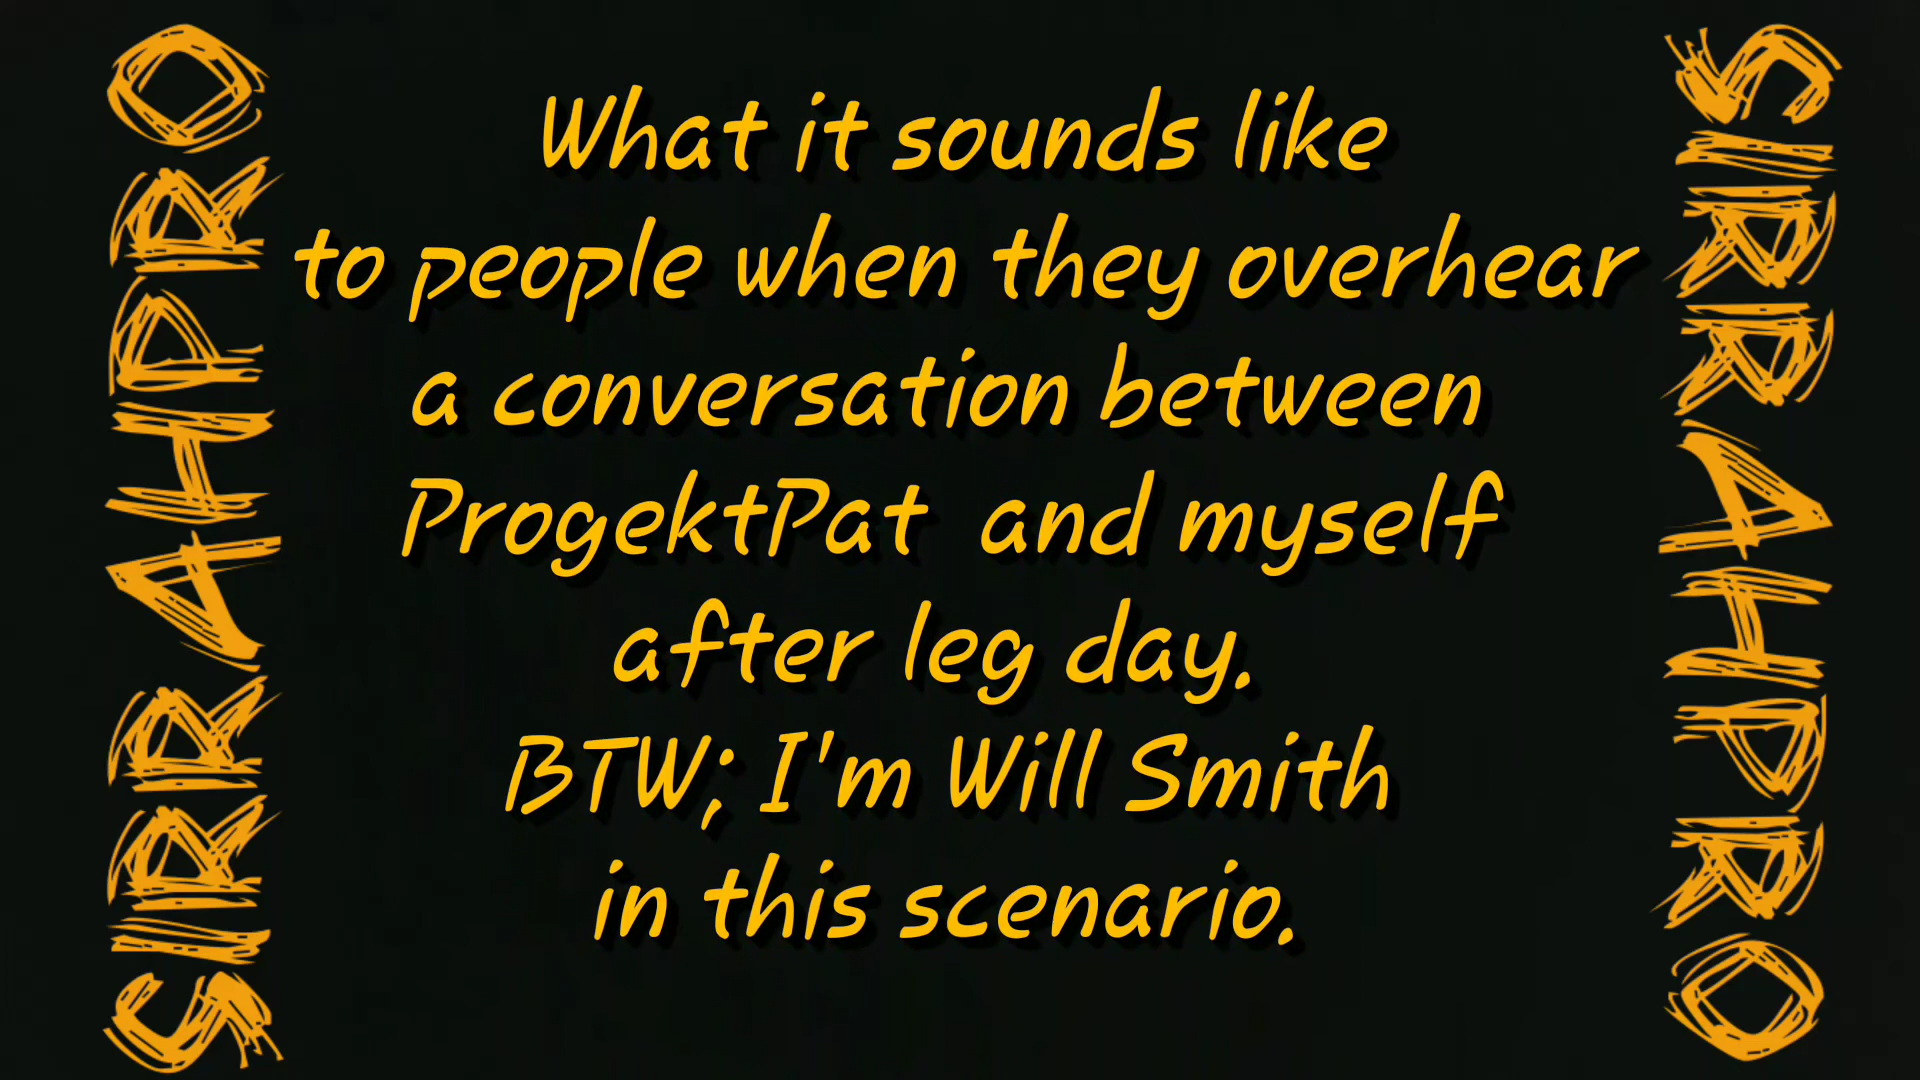 SIRRAHPRO
What it sounds like
to people when they overhear
a conversation between
ProgektPat and myself
after leg day.
BTW; I'm Will Smith
in this scenario.
SIRRAHPRO